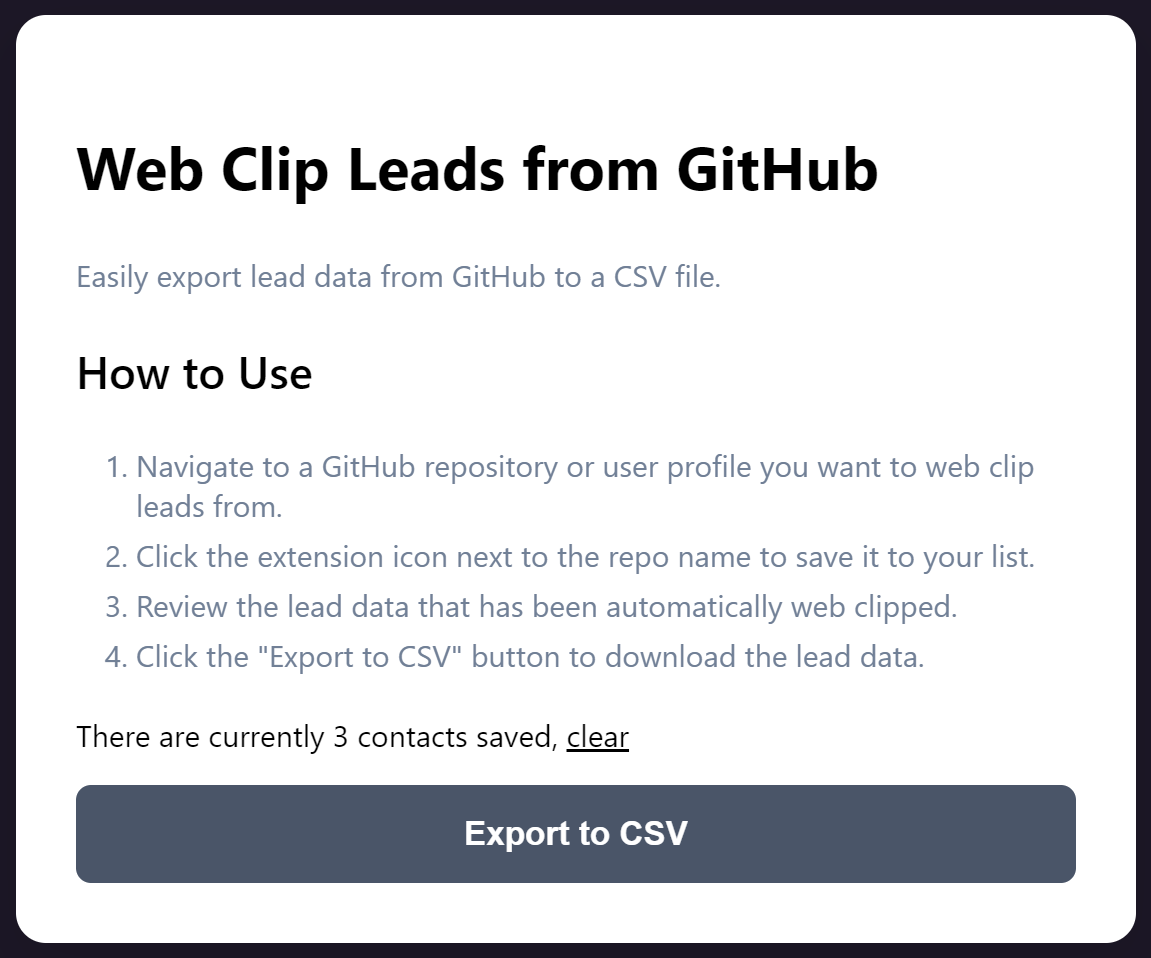 Web Clip Leads from GitHub
Easily export lead data from GitHub to a CSV file.
How to Use
1. Navigate to a GitHub repository or user profile you want to web clip
leads from.
2. Click the extension icon next to the repo name to save it to your list.
3. Review the lead data that has been automatically web clipped.
4. Click the "Export to CSV" button to download the lead data.
There are currently 3 contacts saved, clear
Export to CSV